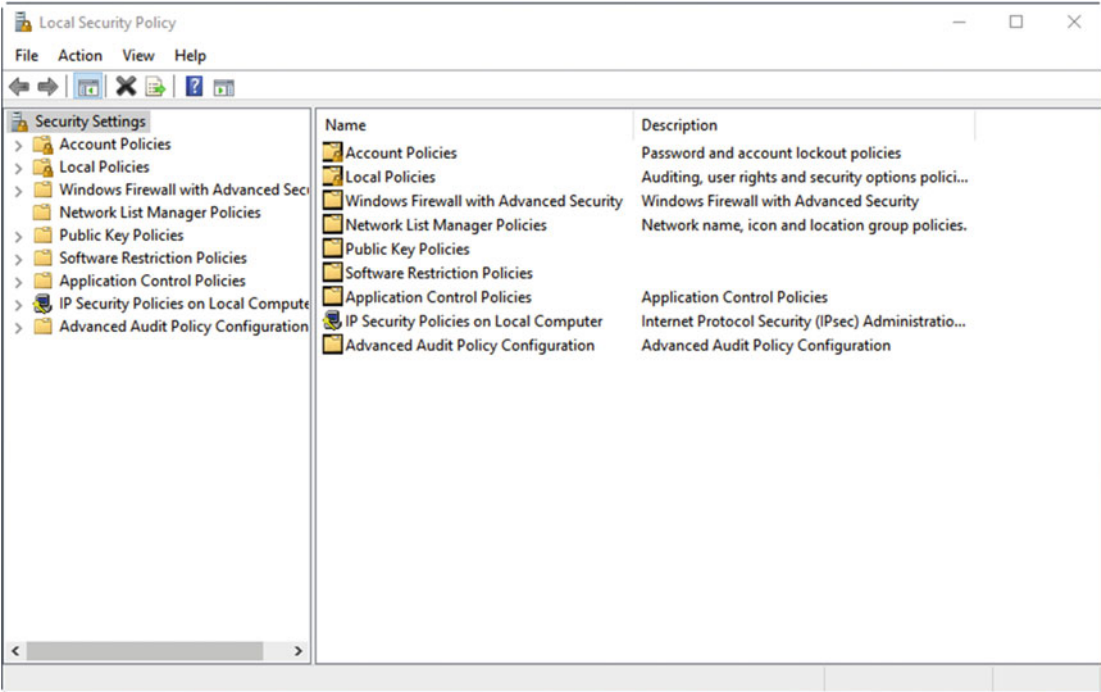 Local Security Policy
File Action View Help
Security Settings
Account Policies
Local Policies
Windows Firewall with Advanced Secu
Network List Manager Policies
Public Key Policies
Software Restriction Policies
Application Control Policies
IP Security Policies on Local Compute
Advanced Audit Policy Configuration
Name Description
Account Policies Password and account lockout policies
Local Policies Auditing, user rights and security options polici...
Windows Firewall with Advanced Security Windows Firewall with Advanced Security
Network List Manager Policies Network name, icon and location group policies.
Public Key Policies
Software Restriction Policies
Application Control Policies Application Control Policies
IP Security Policies on Local Computer Internet Protocol Security (IPsec) Administratio...
Advanced Audit Policy Configuration Advanced Audit Policy Configuration